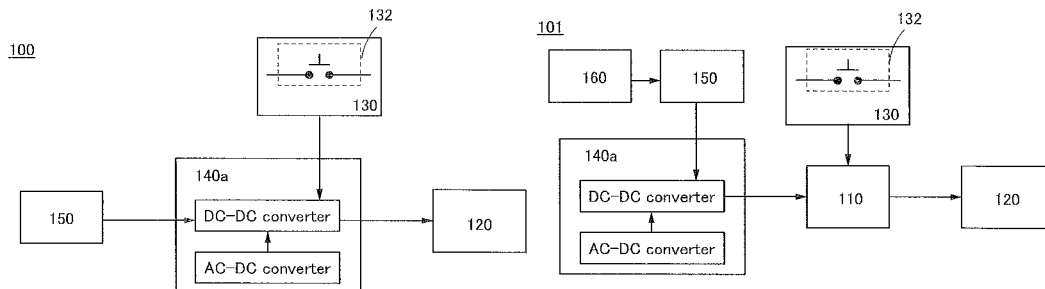 100
132
130
140a
150
DC-DC converter
120
AC-DC converter
101
132
160
150
130
140a
DC-DC converter
110
120
AC-DC converter